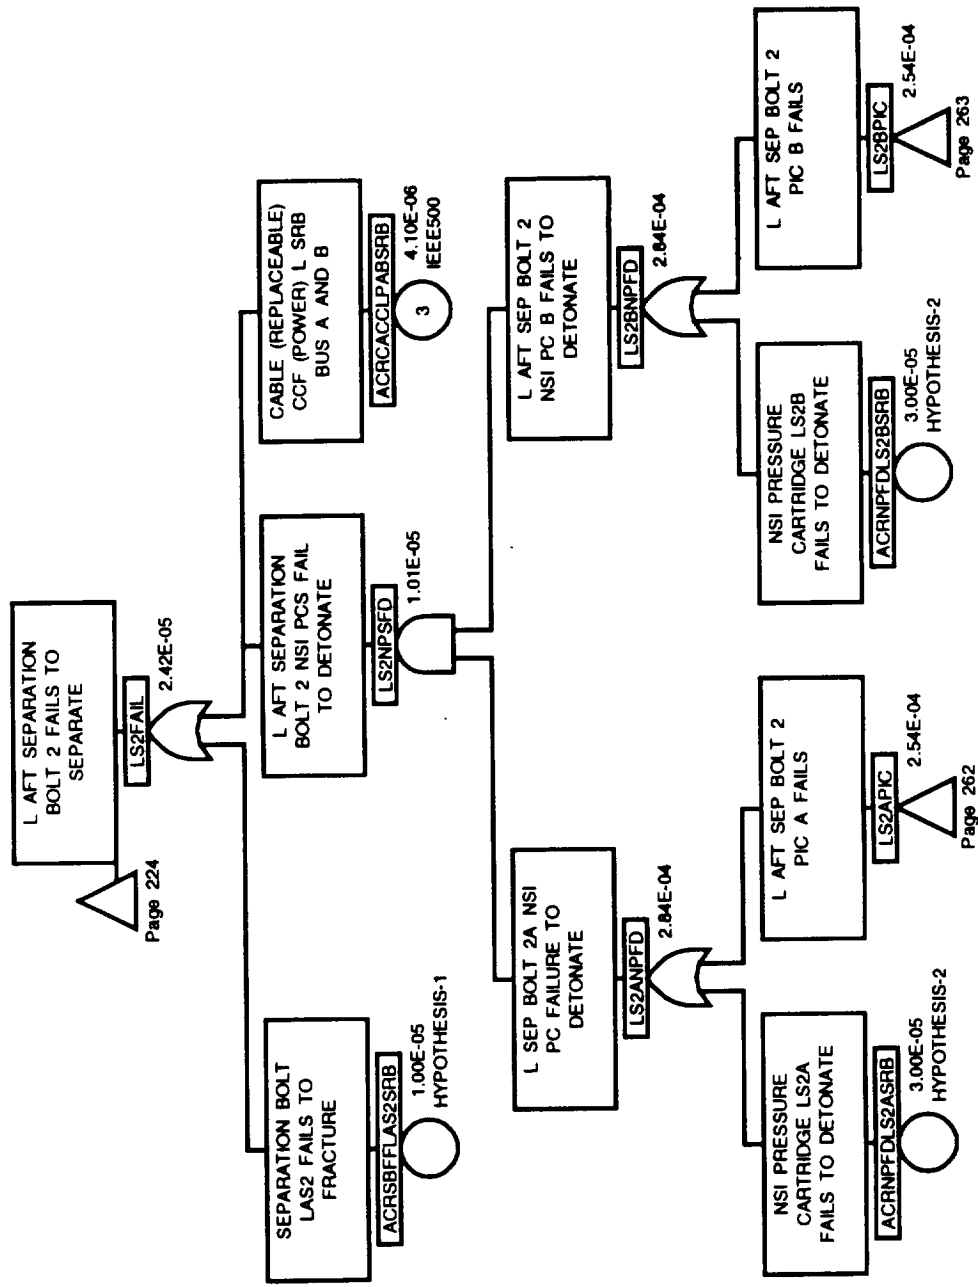 L AFT SEPARATION
BOLT 2 FAILS TO
SEPARATE
LS2FAIL
2.42E-05
Page 224
SEPARATION BOLT
LAS2 FAILS TO
FRACTURE
ACRSBFFLAS2SRB
1.00E-05
HYPOTHESIS-1
L AFT SEPARATION
BOLT 2 NSI PCS FAIL
TO DETONATE
LS2NPSFD
1.01E-05
CABLE (REPLACEABLE)
CCF (POWER) L SRB
BUS A AND B
ACRCACCLPABSRB
3
4.10E-06
IEEE500
L SEP BOLT 2A NSI
PC FAILURE TO
DETONATE
LS2ANPFD
2.84E-04
L AFT SEP BOLT 2
NSI PC B FAILS TO
DETONATE
LS2BNPFD
2.84E-04
NSI PRESSURE
CARTRIDGE LS2A
FAILS TO DETONATE
ACRNPFDLS2ASRB
3.00E-05
HYPOTHESIS-2
L AFT SEP BOLT 2
PIC A FAILS
LS2APIC
2.54E-04
Page 262
NSI PRESSURE
CARTRIDGE LS2B
FAILS TO DETONATE
ACRNPFDLS2BSRB
3.00E-05
HYPOTHESIS-2
L AFT SEP BOLT 2
PIC B FAILS
LS2BPIC
2.54E-04
Page 263